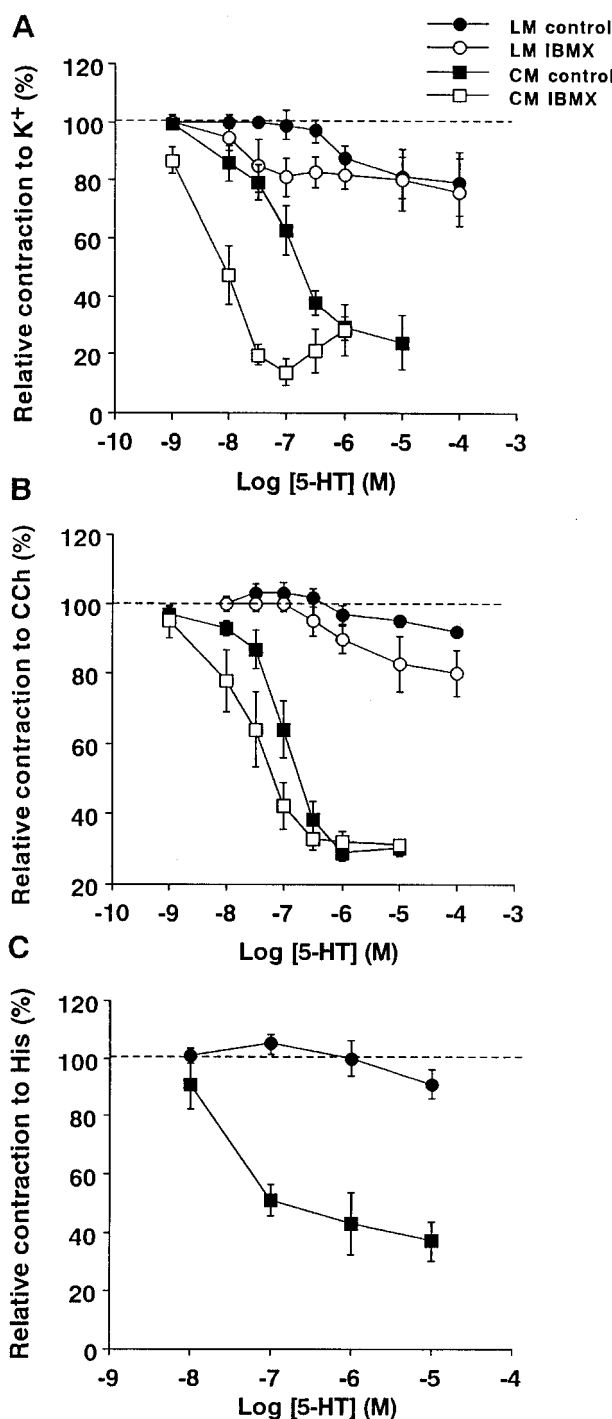 A
LM control
LM IBMX
CM control
CM IBMX
Relative contraction to K+ (%)
120
100
80
60
40
20
0
-10 -9 -8 -7 -6 -5 -4 -3
Log [5-HT] (M)
B
Relative contraction to CCh (%)
120
100
80
60
40
20
-10 -9 -8 -7 -6 -5 -4 -3
Log [5-HT] (M)
C
Relative contraction to His (%)
120
100
80
60
40
20
0
-9 -8 -7 -6 -5 -4
Log [5-HT] (M)